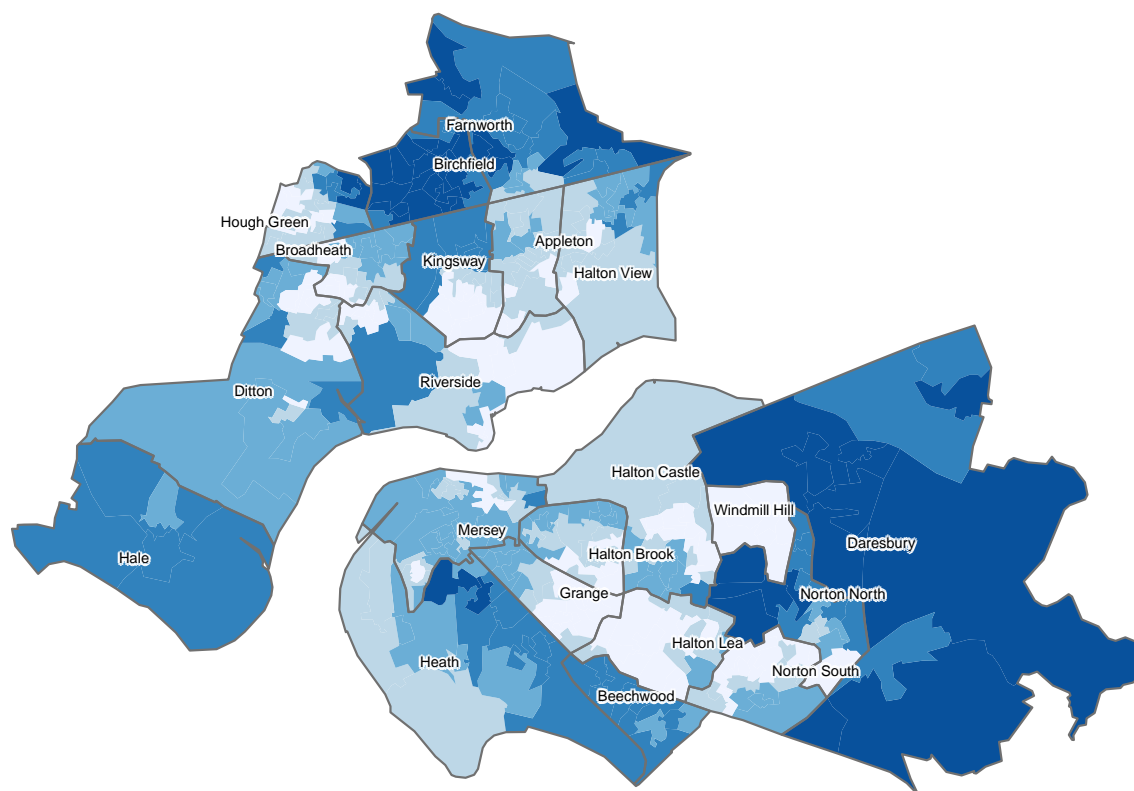 Farnworth
Birchfield
Hough Green
Broadheath
Appleton
Kingsway
Halton View
Riverside
Ditton
Halton Castle
Windmill Hill
Mersey
Daresbury
Hale
Halton Brook
Grange
Norton North
Halton Lea
Heath
Norton South
Beechwood